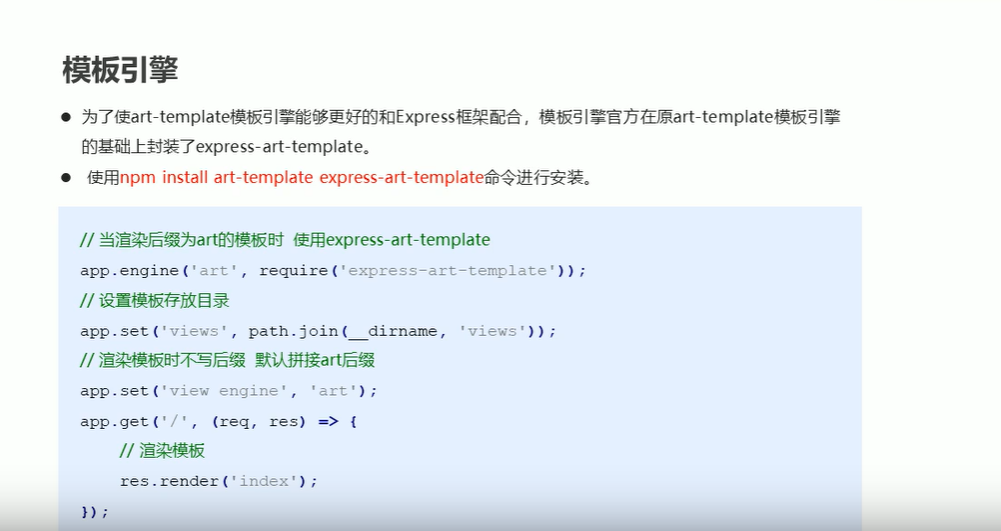 模板引擎
● 为了使art-template模板引擎能够更好的和Express框架配合，模板引擎官方在原art-template模板引擎
的基础上封装了express-art-template。
● 使用npm install art-template express-art-template命令进行安装。
// 当渲染后缀为art的模板时 使用express-art-template
app.engine('art', require('express-art-template'));
// 设置模板存放目录
app.set('views', path.join(__dirname, 'views'));
// 渲染模板时不写后缀 默认拼接art后缀
app.set('view engine', 'art');
app.get('/', (req, res) => {
    // 渲染模板
    res.render('index');
});